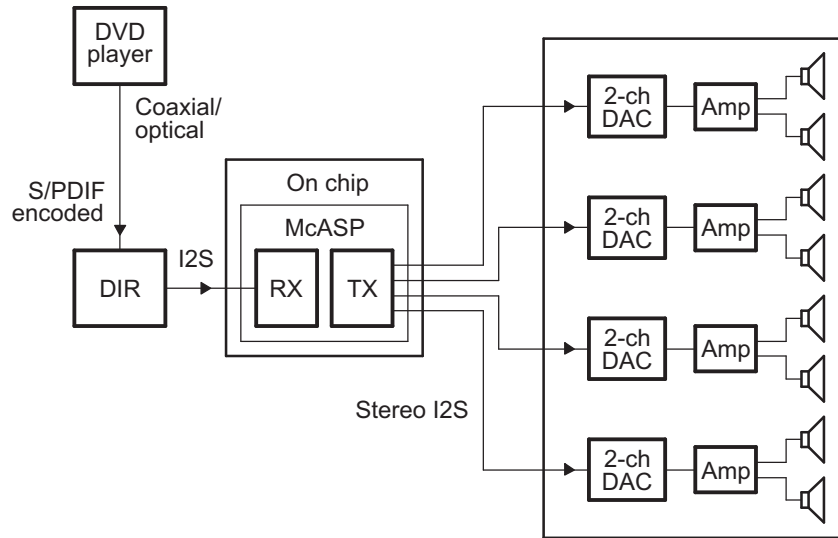 DVD
player
Coaxial/
optical
S/PDIF
encoded
DIR
I2S
On chip
McASP
RX
TX
Stereo I2S
2-ch
DAC
Amp
2-ch
DAC
Amp
2-ch
DAC
Amp
2-ch
DAC
Amp